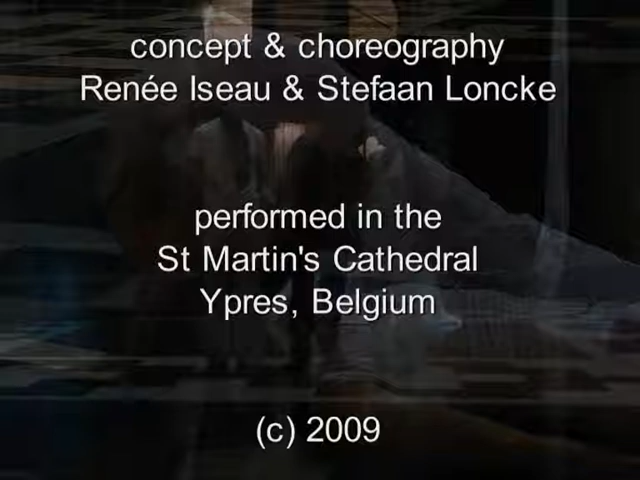 concept & choreography
Renée Iseau & Stefaan Loncke
performed in the
St Martin's Cathedral
Ypres, Belgium
(c) 2009